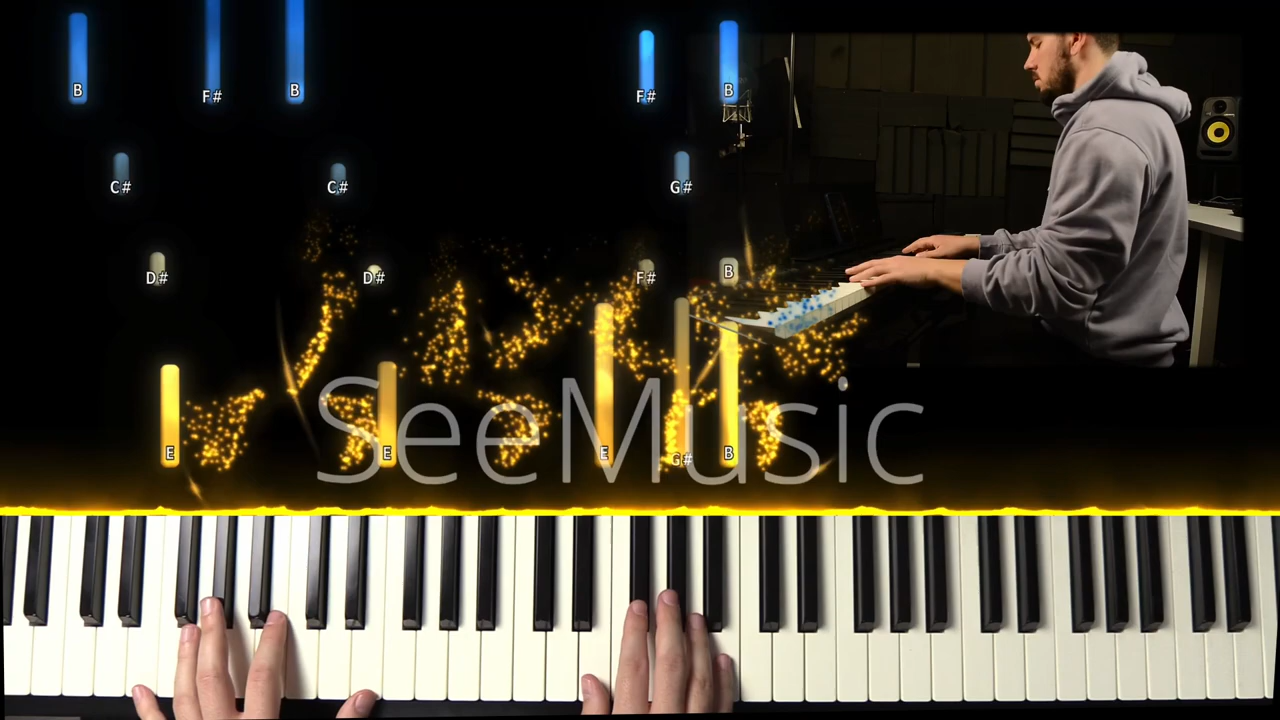 B F# B F# B
C# C# G#
D# D# F# B
E E E G# B
SeeMusic